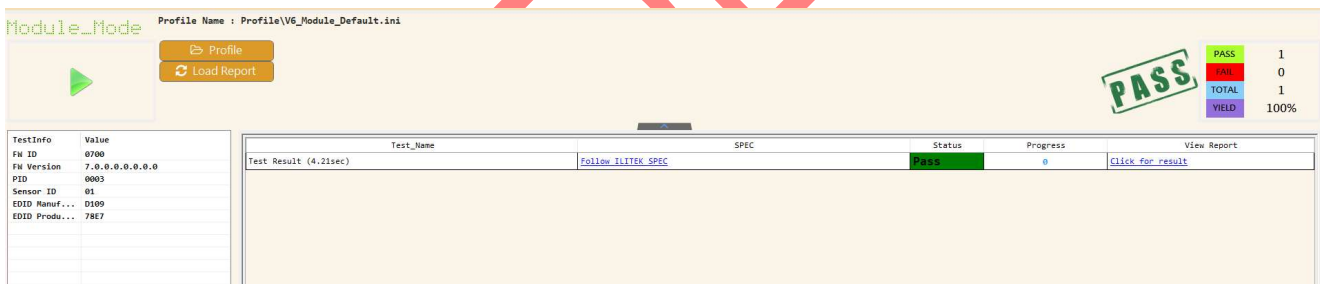 Module_Mode
Profile Name : Profile\V6_Module_Default.ini
Profile
Load Report
PASS
PASS 1
FAIL 0
TOTAL 1
YIELD 100%
TestInfo Value
FW ID 0700
FW Version 7.0.0.0.0.0.0.0
PID 0003
Sensor ID 01
EDID Manuf... D109
EDID Produ... 78E7
Test_Name SPEC Status Progress View Report
Test Result (4.21sec) Follow ILITEK SPEC Pass 0 Click for result